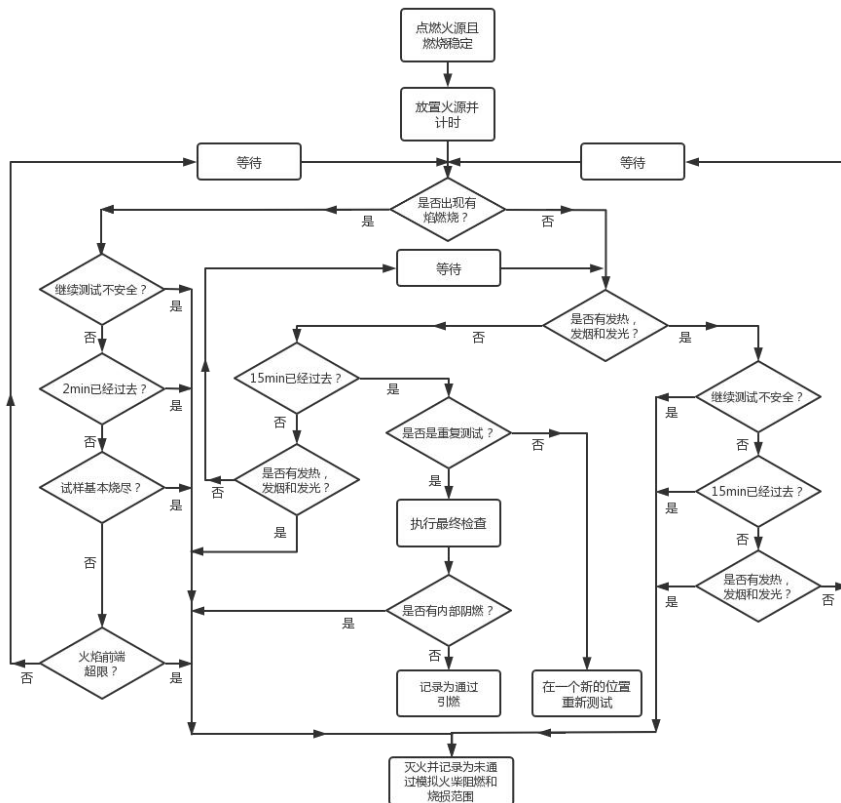 点燃火源且
燃烧稳定
放置火源并
计时
等待
等待
是否出现有
焰燃烧？
是
否
等待
继续测试不安全？
是
否
是否有发热，
发烟和发光？
否
是
15min已经过去？
是
否
2min已经过去？
是
否
继续测试不安全？
是
否
是否是重复测试？
否
是
试样基本烧尽？
是
否
是否有发热，
发烟和发光？
否
是
15min已经过去？
是
否
执行最终检查
是否有发热，
发烟和发光？
是
否
是否有内部阴燃？
是
否
火焰前端
超限？
否
是
记录为通过
引燃
在一个新的位置
重新测试
灭火并记录为未通
过模拟火柴阻燃和
烧损范围